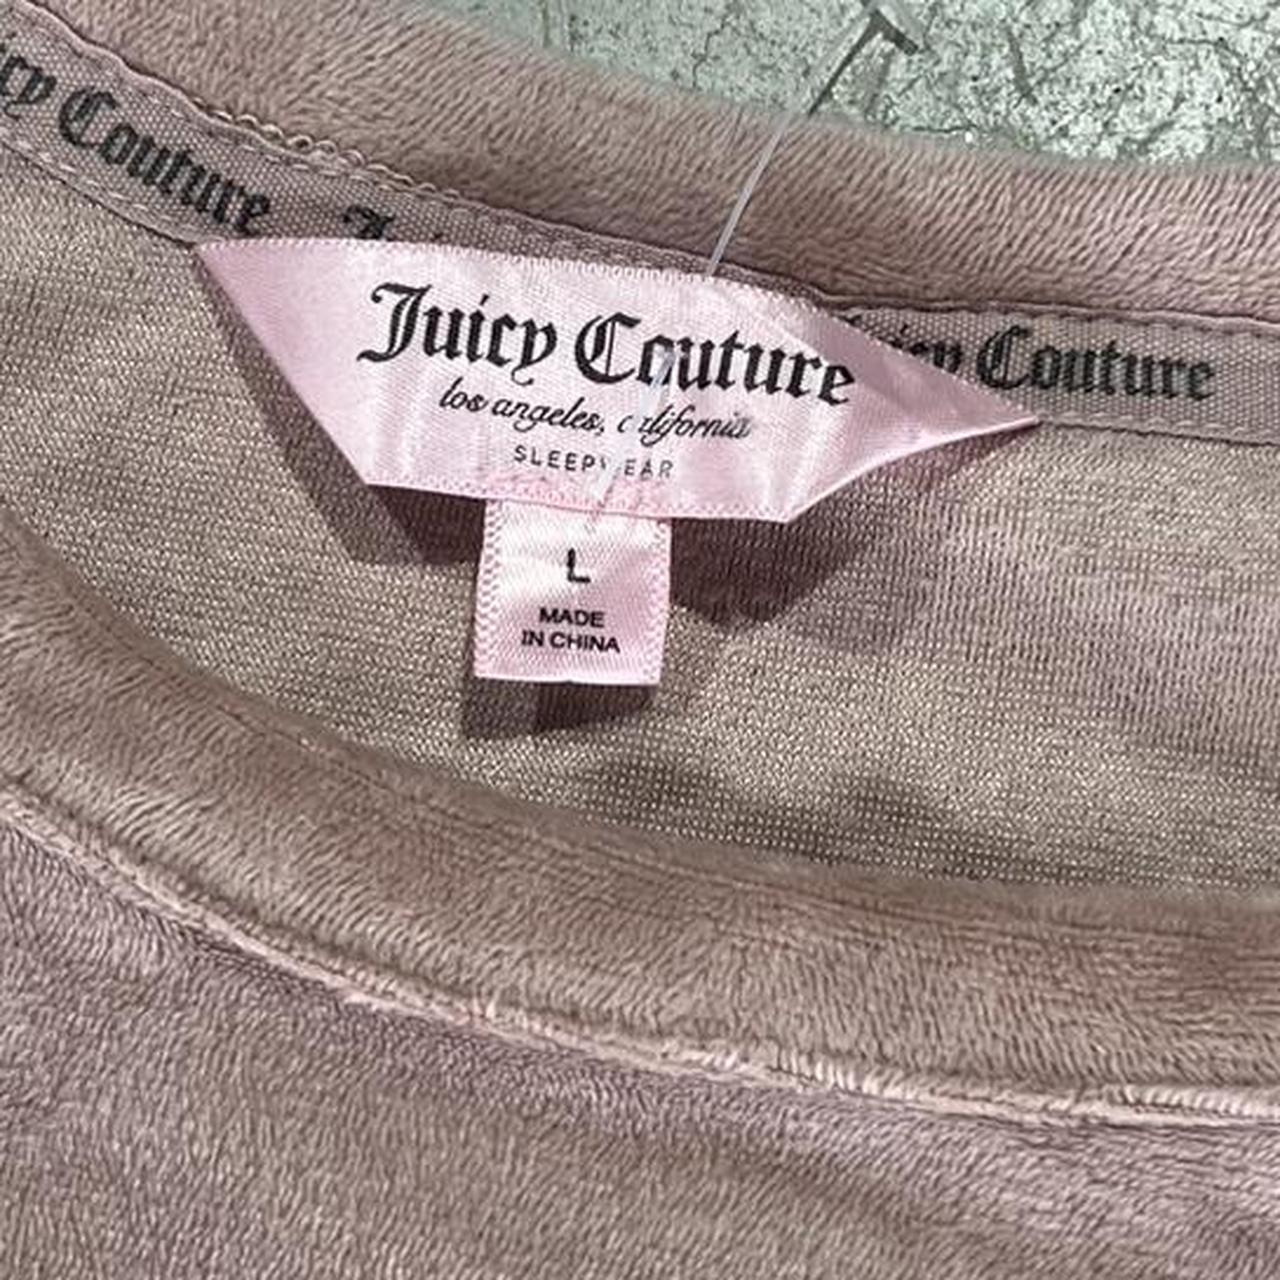 Couture
Juicy Couture
los angeles, california
SLEEPWEAR
Couture
L
MADE
IN CHINA